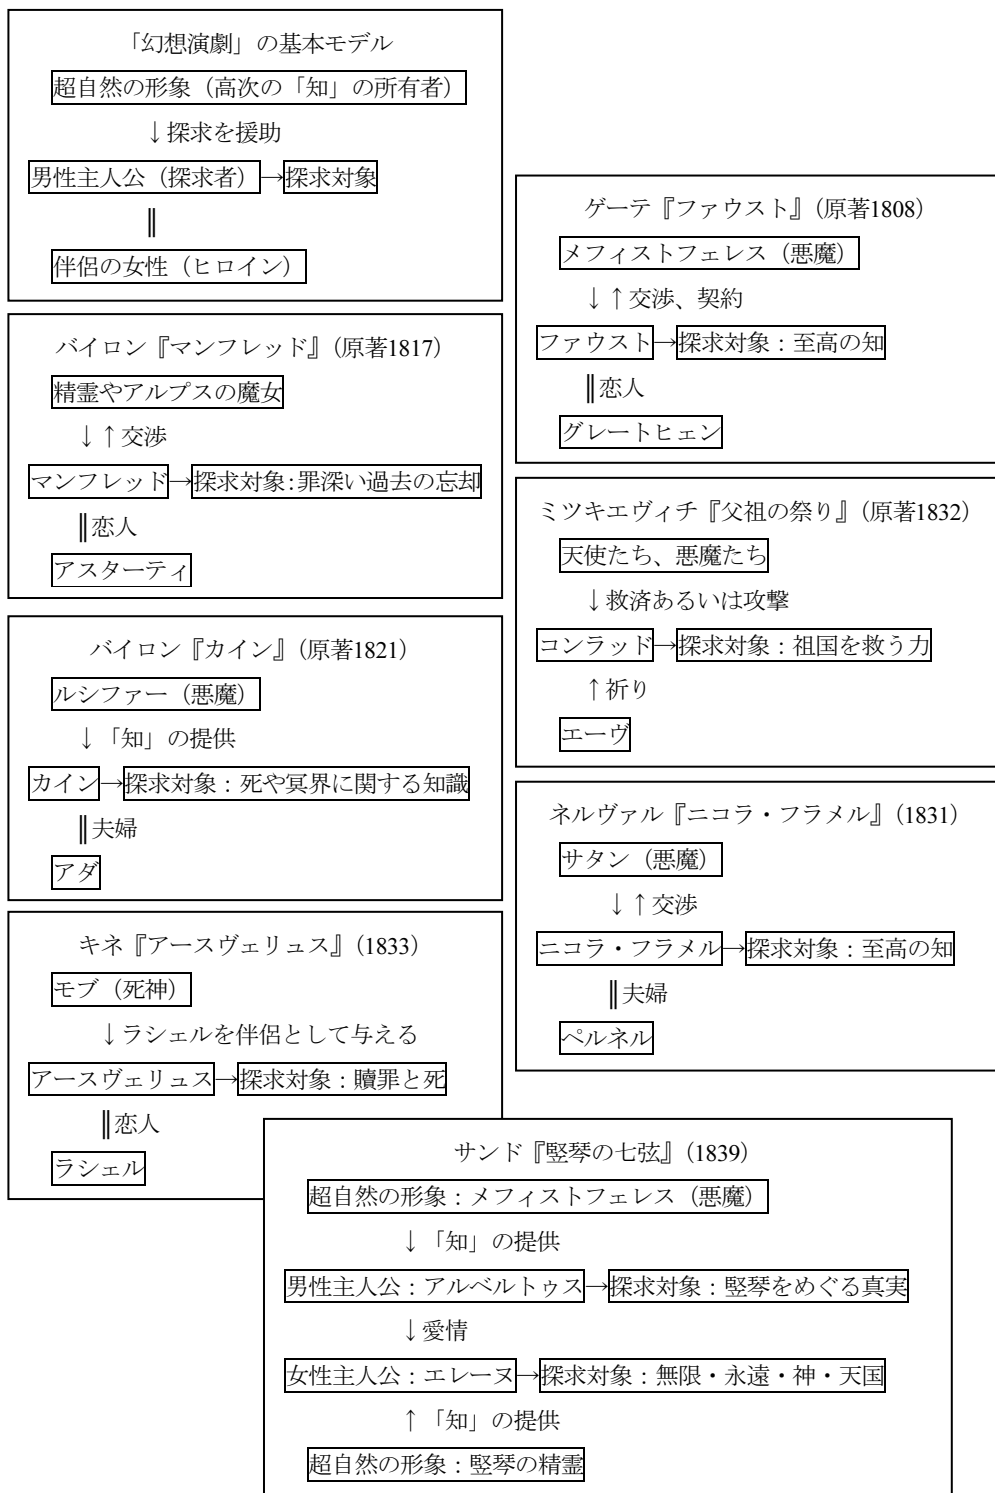 「幻想演劇」の基本モデル
超自然の形象（高次の「知」の所有者）
↓探求を援助
男性主人公（探求者）→探求対象
‖
伴侶の女性（ヒロイン）
ゲーテ『ファウスト』（原著1808）
メフィストフェレス（悪魔）
↓↑交渉、契約
ファウスト→探求対象：至高の知
‖恋人
グレートヒェン
バイロン『マンフレッド』（原著1817）
精霊やアルプスの魔女
↓↑交渉
マンフレッド→探求対象：罪深い過去の忘却
‖恋人
アスターティ
ミツキエヴィチ『父祖の祭り』（原著1832）
天使たち、悪魔たち
↓救済あるいは攻撃
コンラッド→探求対象：祖国を救う力
↑祈り
エーヴ
バイロン『カイン』（原著1821）
ルシファー（悪魔）
↓「知」の提供
カイン→探求対象：死や冥界に関する知識
‖夫婦
アダ
ネルヴァル『ニコラ・フラメル』（1831）
サタン（悪魔）
↓↑交渉
ニコラ・フラメル→探求対象：至高の知
‖夫婦
ペルネル
キネ『アースヴェリュス』（1833）
モブ（死神）
↓ラシェルを伴侶として与える
アースヴェリュス→探求対象：贖罪と死
‖恋人
ラシェル
サンド『竪琴の七弦』（1839）
超自然の形象：メフィストフェレス（悪魔）
↓「知」の提供
男性主人公：アルベルトゥス→探求対象：竪琴をめぐる真実
↓愛情
女性主人公：エレーヌ→探求対象：無限・永遠・神・天国
↑「知」の提供
超自然の形象：竪琴の精霊